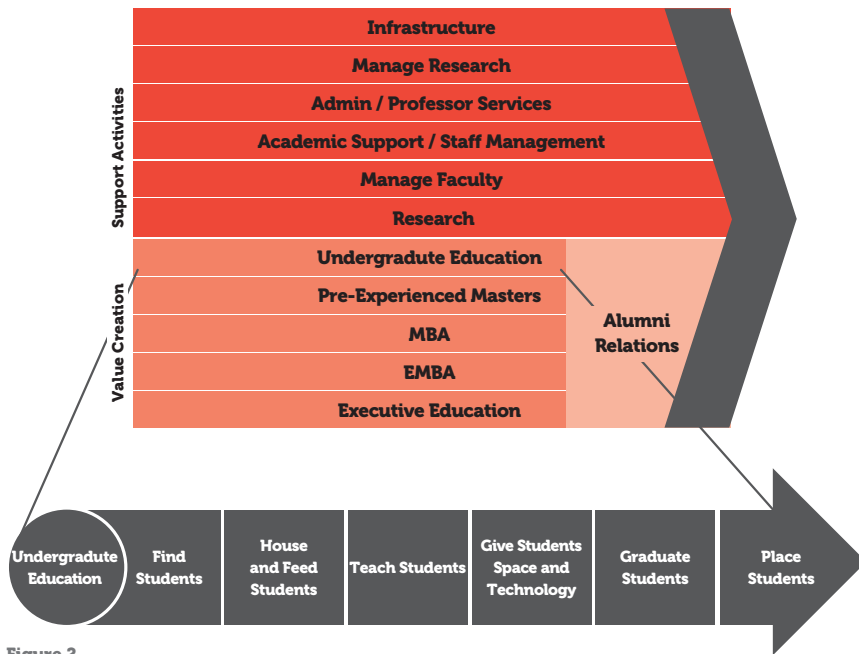 Support Activities
Infrastructure
Manage Research
Admin / Professor Services
Academic Support / Staff Management
Manage Faculty
Research
Value Creation
Undergradute Education
Pre-Experienced Masters
MBA
EMBA
Executive Education
Alumni
Relations
Undergradute
Education
Find
Students
House
and Feed
Students
Teach Students
Give Students
Space and
Technology
Graduate
Students
Place
Students
Figure 2